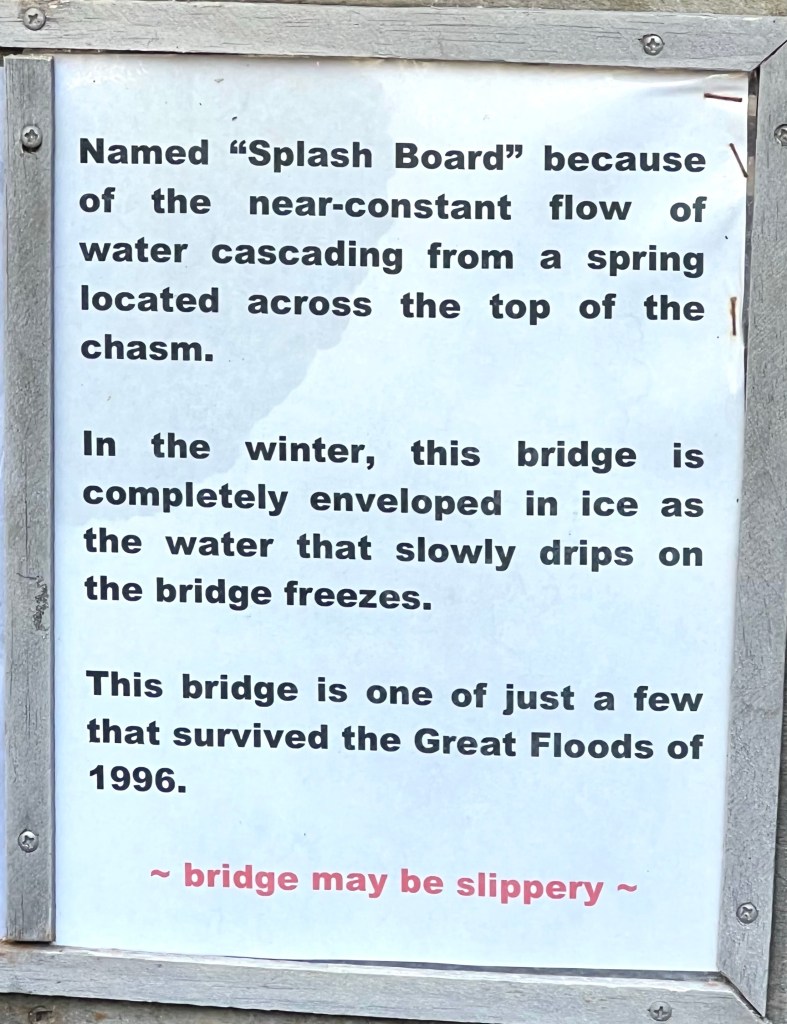 Named “Splash Board” because
of the near-constant flow of
water cascading from a spring
located across the top of the
chasm.
In the winter, this bridge is
completely enveloped in ice as
the water that slowly drips on
the bridge freezes.
This bridge is one of just a few
that survived the Great Floods of
1996.
~ bridge may be slippery ~